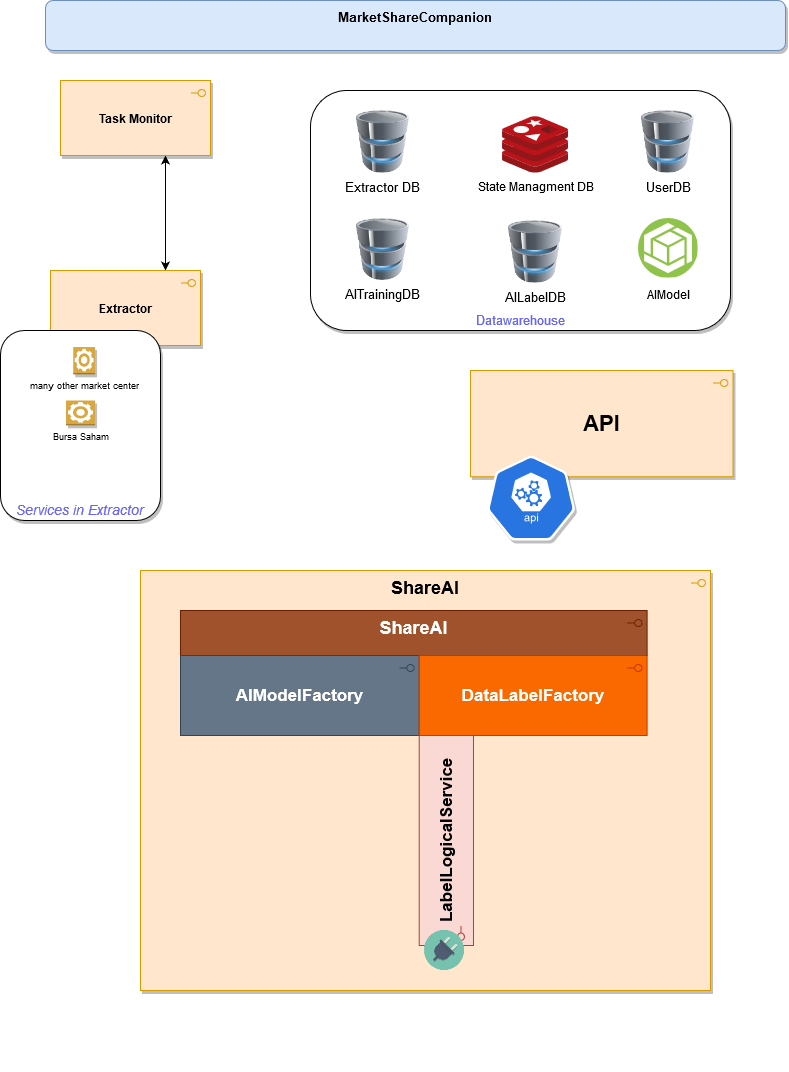 MarketShareCompanion
Task Monitor
Extractor DB
State Managment DB
UserDB
AITrainingDB
AILabelDB
AIModel
Datawarehouse
Extractor
many other market center
Bursa Saham
Services in Extractor
API
api
ShareAI
ShareAI
AIModelFactory
DataLabelFactory
LabelLogicalService